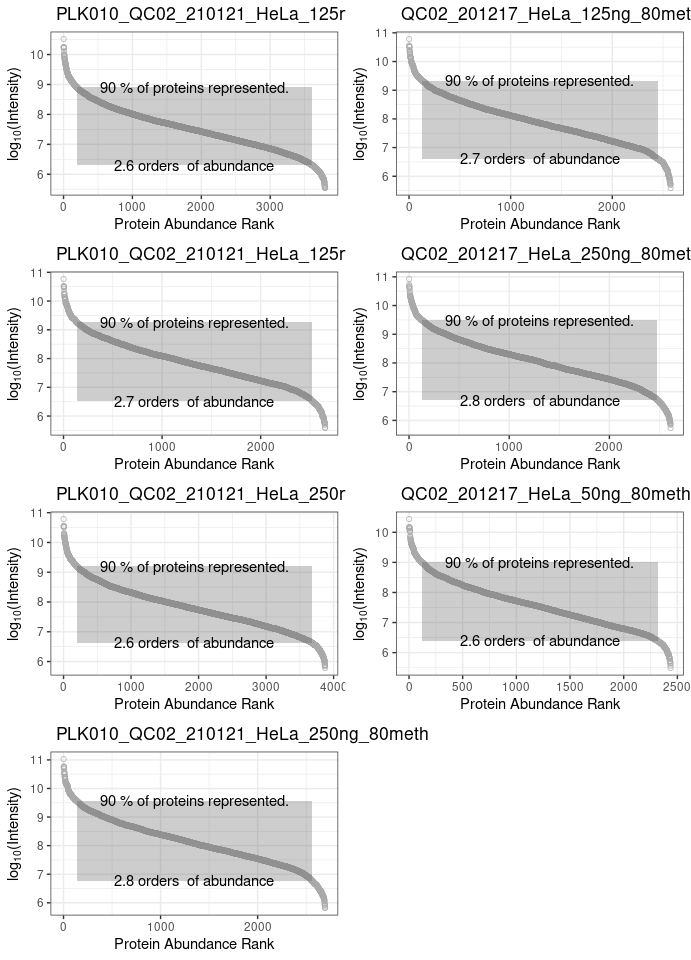 PLK010_QC02_210121_HeLa_125r
log10(Intensity)
10
9
8
7
6
90 % of proteins represented.
2.6 orders  of abundance
0 1000 2000 3000
Protein Abundance Rank
QC02_201217_HeLa_125ng_80met
log10(Intensity)
11
10
9
8
7
6
90 % of proteins represented.
2.7 orders  of abundance
0 1000 2000
Protein Abundance Rank
PLK010_QC02_210121_HeLa_125r
log10(Intensity)
11
10
9
8
7
6
90 % of proteins represented.
2.7 orders  of abundance
0 1000 2000
Protein Abundance Rank
QC02_201217_HeLa_250ng_80met
log10(Intensity)
11
10
9
8
7
6
90 % of proteins represented.
2.8 orders  of abundance
0 1000 2000
Protein Abundance Rank
PLK010_QC02_210121_HeLa_250r
log10(Intensity)
11
10
9
8
7
6
90 % of proteins represented.
2.6 orders  of abundance
0 1000 2000 3000 4000
Protein Abundance Rank
QC02_201217_HeLa_50ng_80meth
log10(Intensity)
10
9
8
7
6
90 % of proteins represented.
2.6 orders  of abundance
0 500 1000 1500 2000 2500
Protein Abundance Rank
PLK010_QC02_210121_HeLa_250ng_80meth
log10(Intensity)
11
10
9
8
7
6
90 % of proteins represented.
2.8 orders  of abundance
0 1000 2000
Protein Abundance Rank